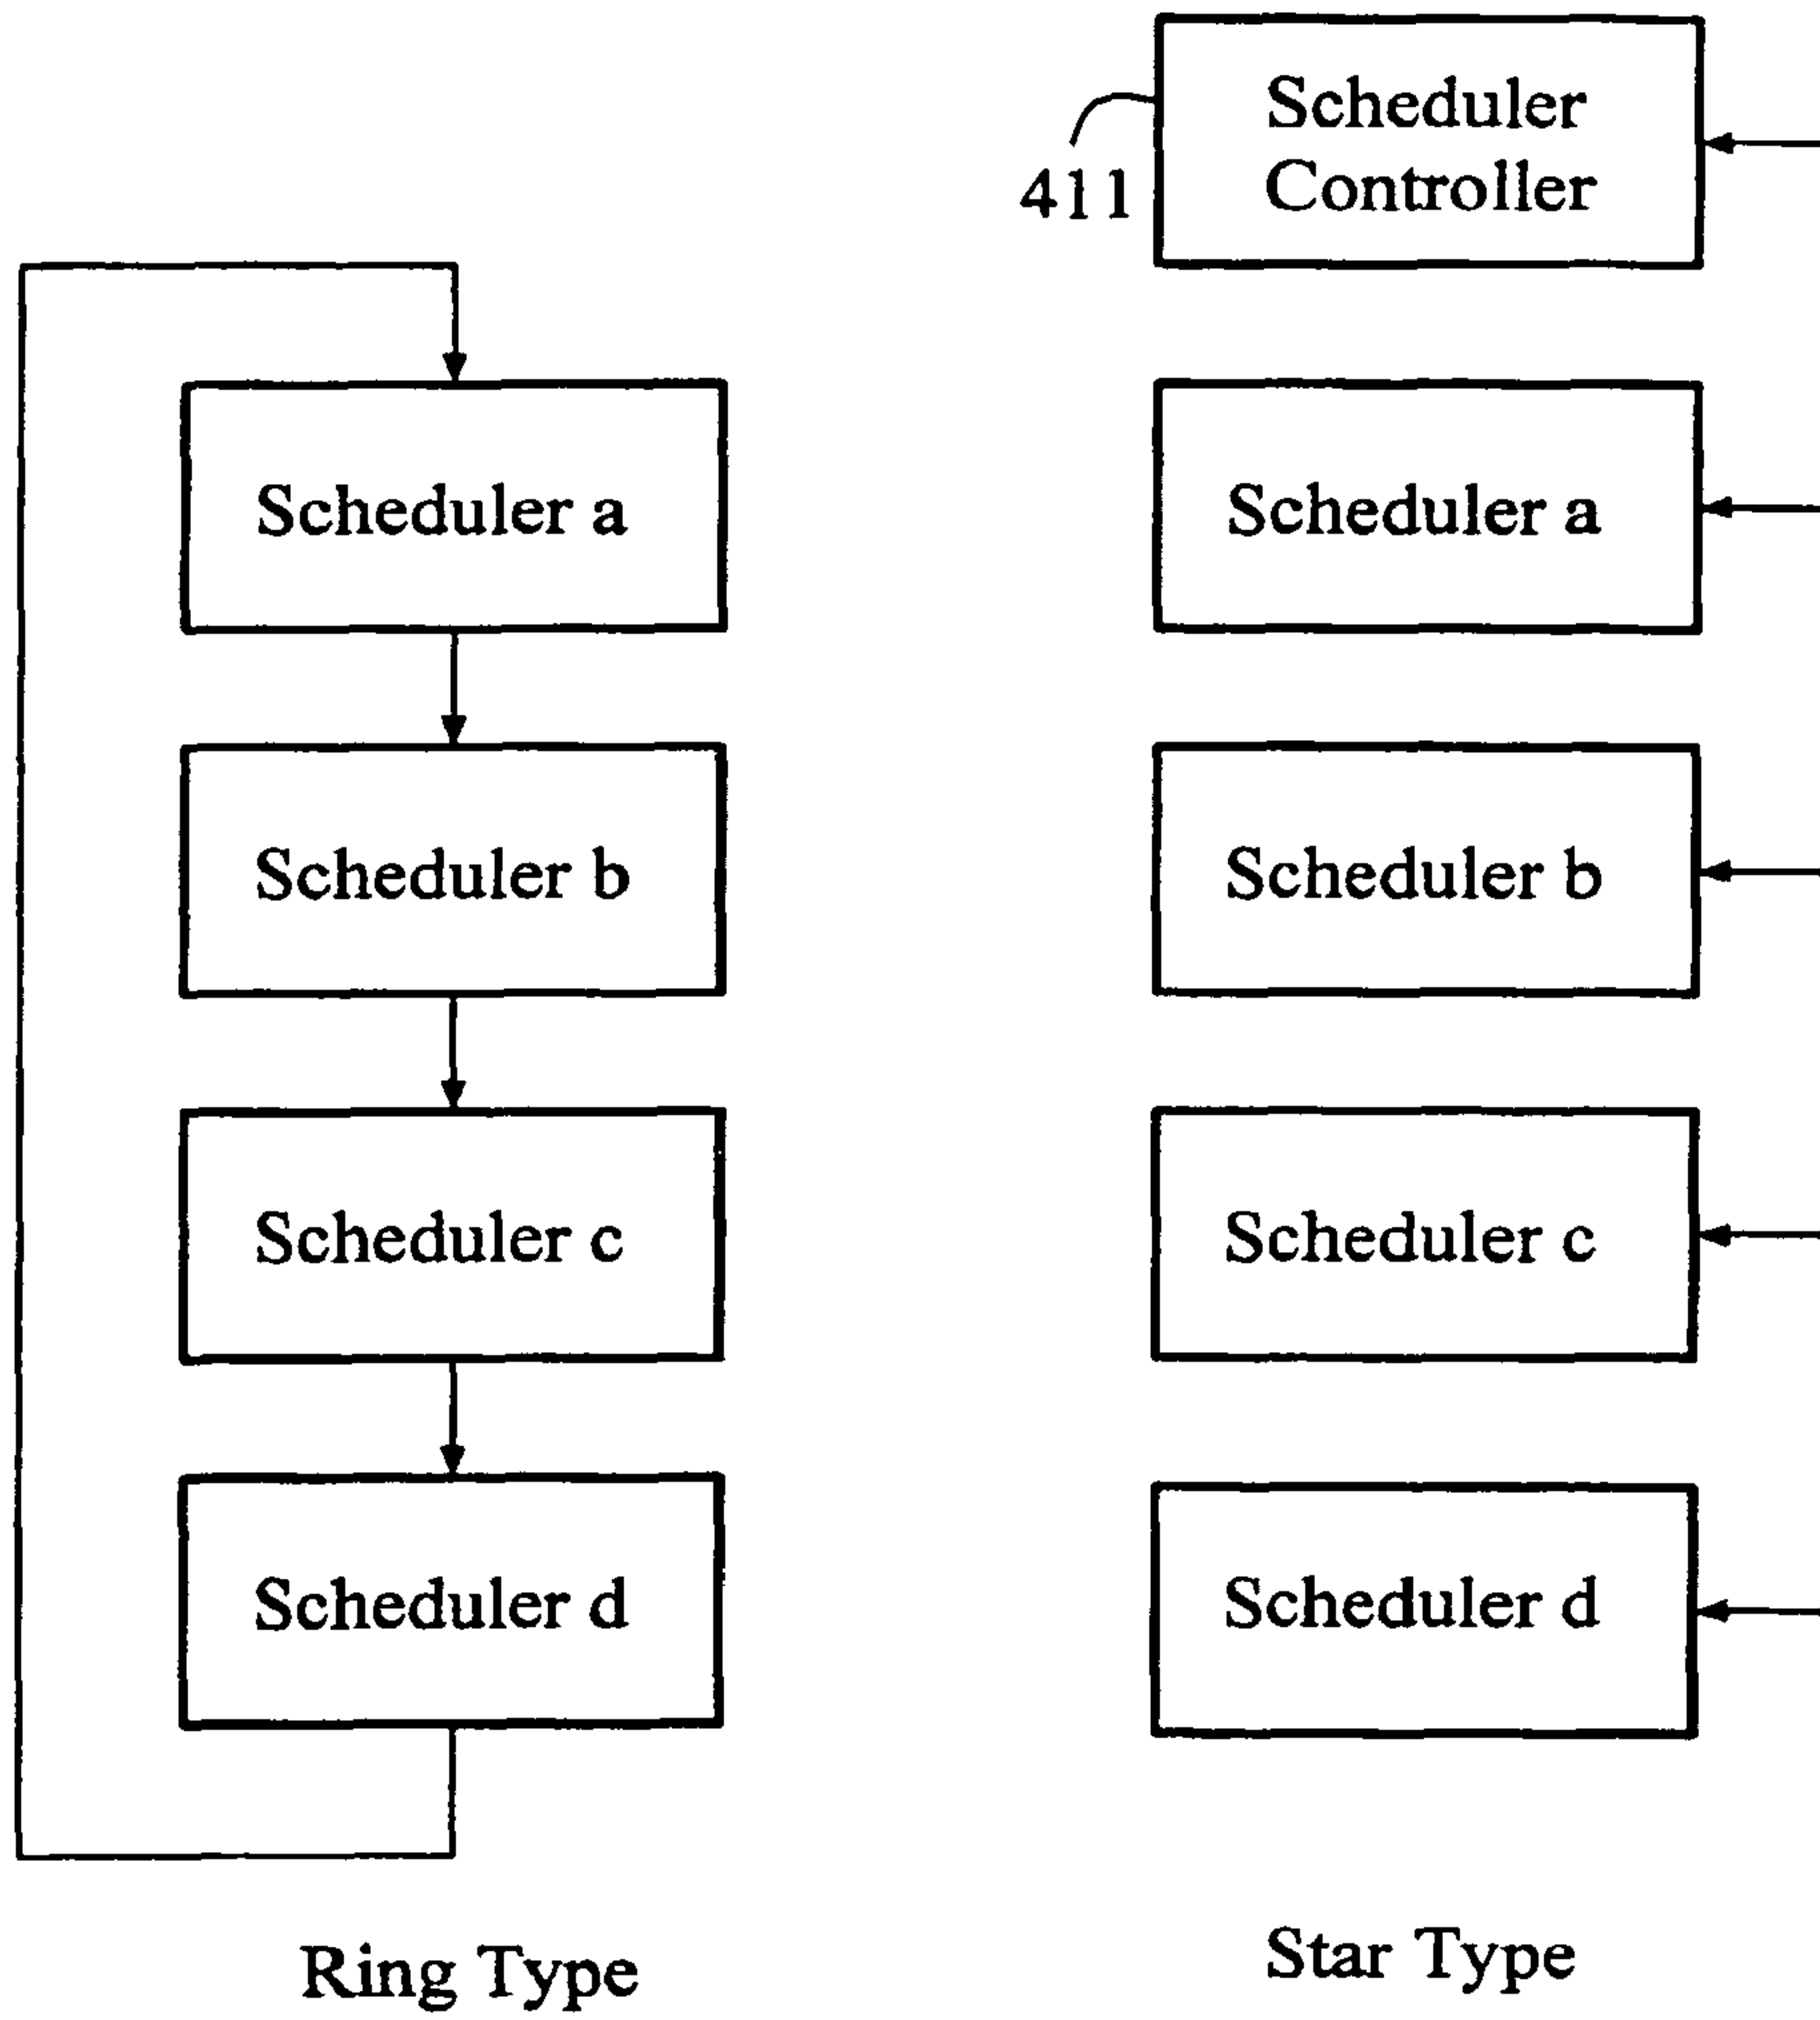 Scheduler a
Scheduler b
Scheduler c
Scheduler d
Ring Type
411
Scheduler
Controller
Scheduler a
Scheduler b
Scheduler c
Scheduler d
Star Type